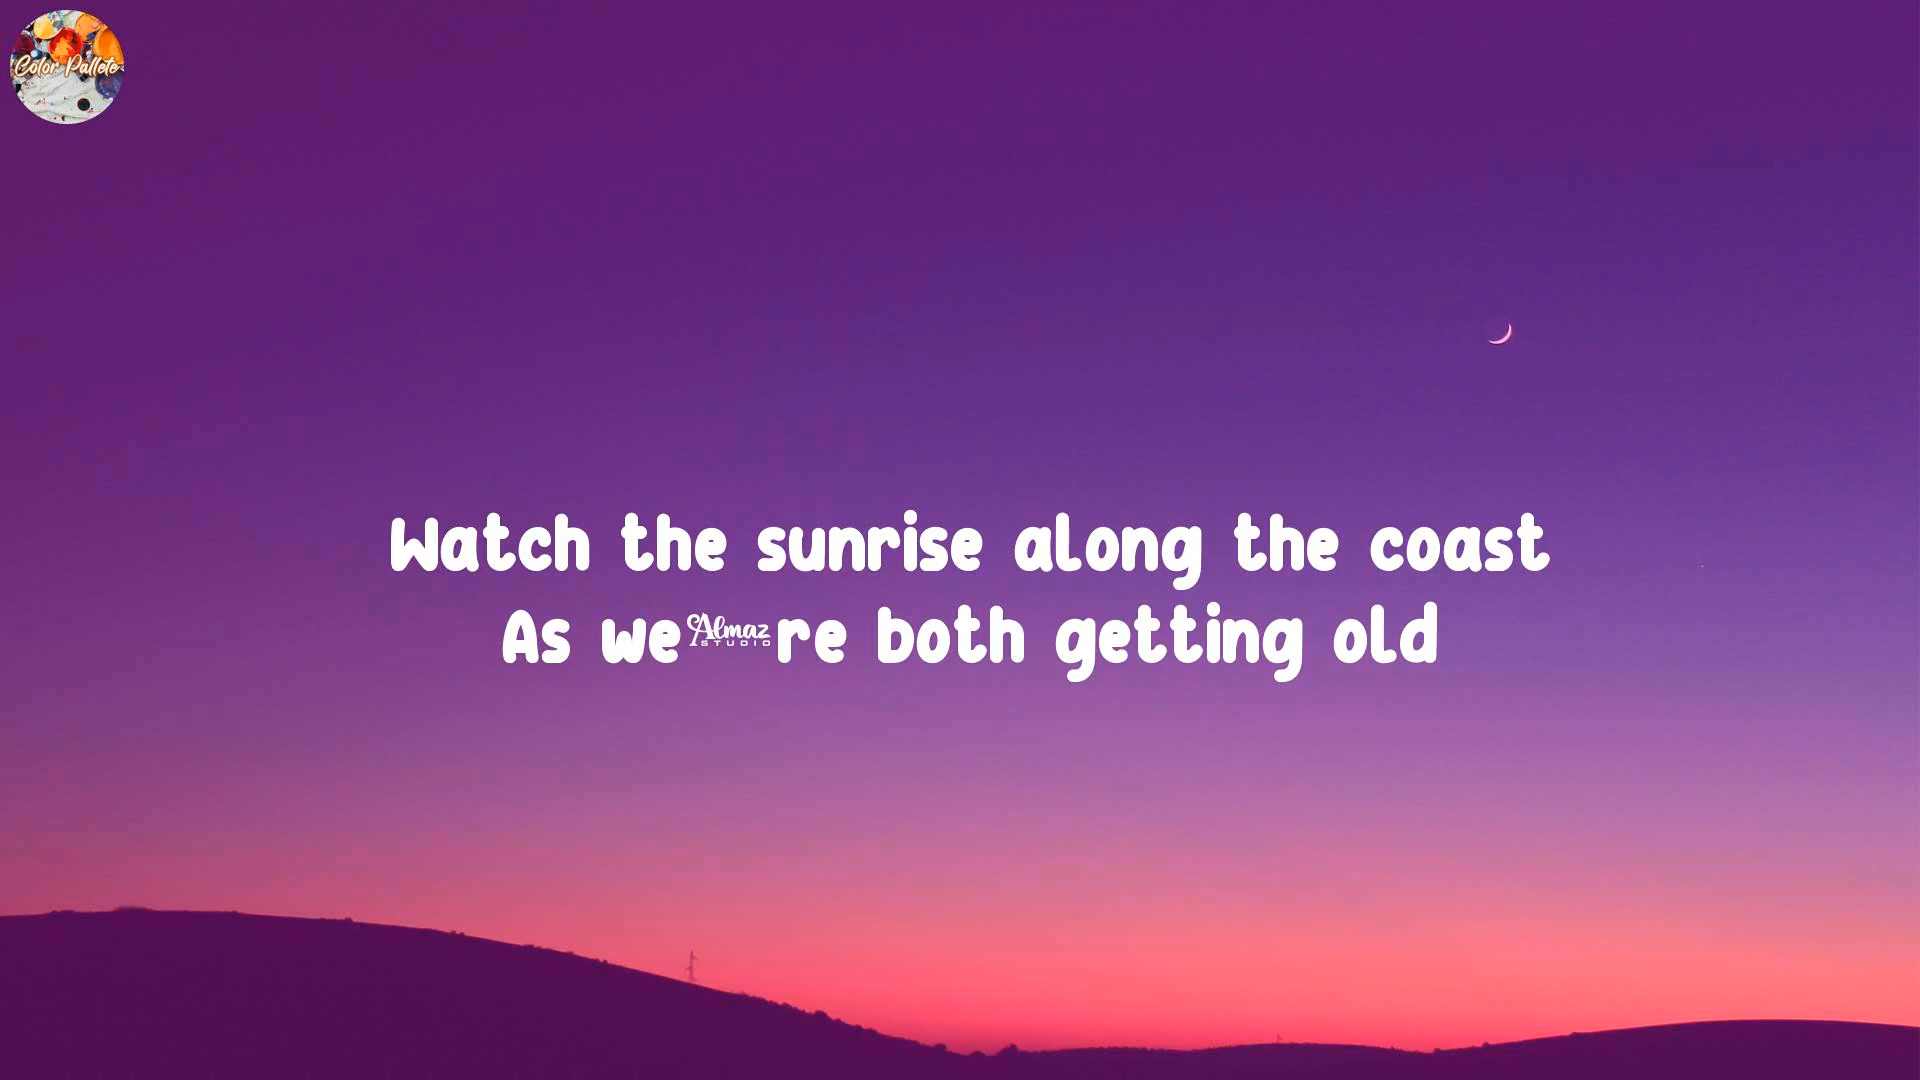 Color Pallete
Watch the sunrise along the coast
As we Almaz STUDIO re both getting old